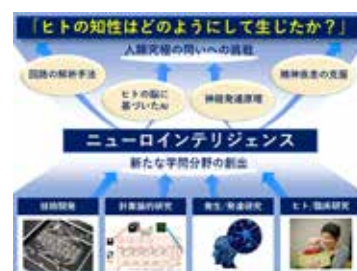 「ヒトの知性はどのようにして生じたか？」
人類究極の問いへの挑戦
回路の解析手法
精神疾患の克服
ヒトの脳に
基づいたAI
神経発達原理
ニューロインテリジェンス
新たな学問分野の創出
技術開発
計算論的研究
発生/発達研究
ヒト/臨床研究